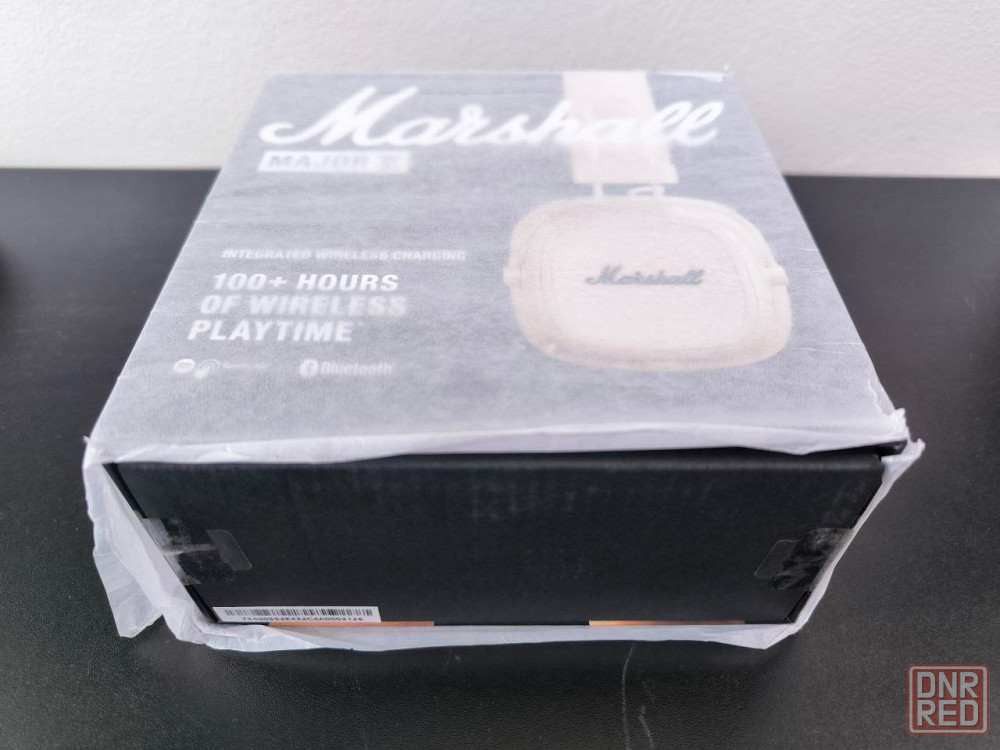 Marshall
MAJOR
INTEGRATED WIRELESS CHARGING
100+ HOURS
OF WIRELESS
PLAYTIME
Bluetooth
Marshall
DNR
RED